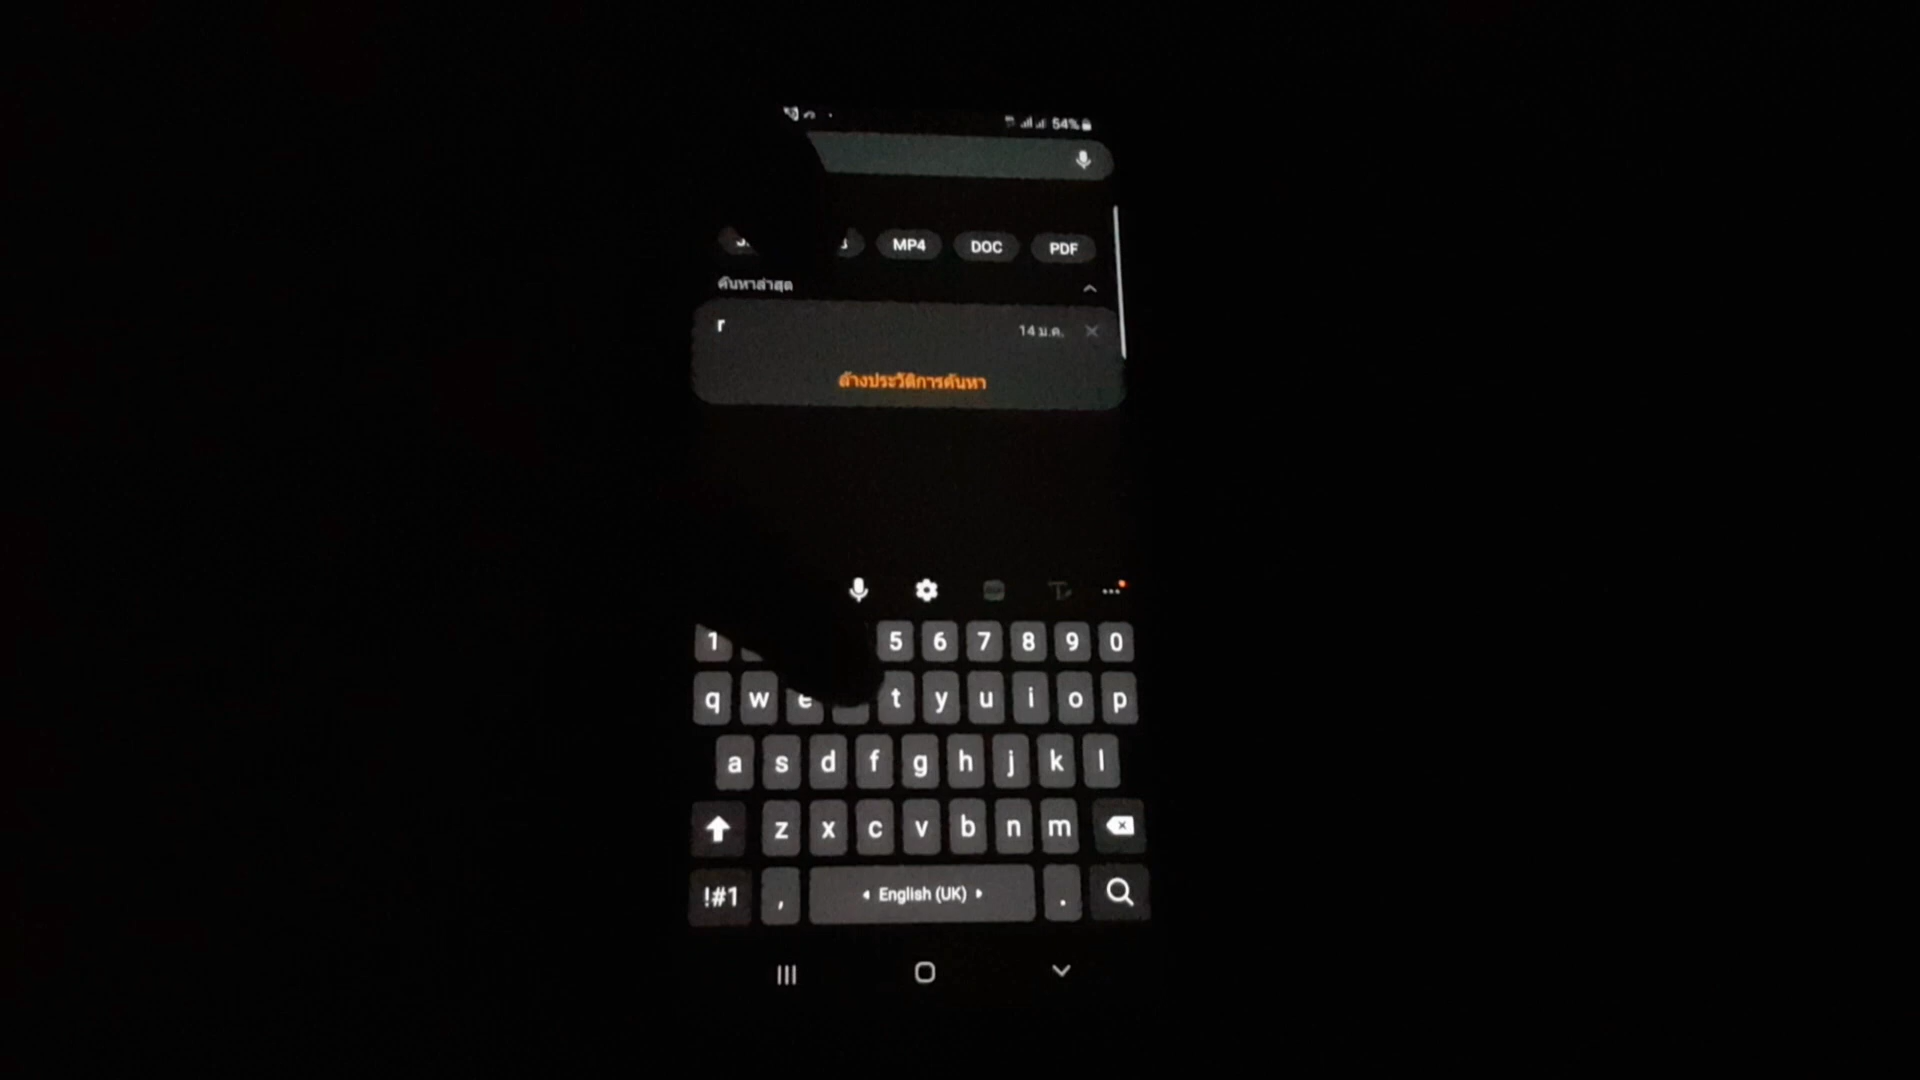 54%
MP4 DOC PDF
ค้นหาล่าสุด
r 14 ม.ค.
ล้างประวัติการค้นหา
1 5 6 7 8 9 0
q w e t y u i o p
a s d f g h j k l
z x c v b n m
!#1 , English (UK) .